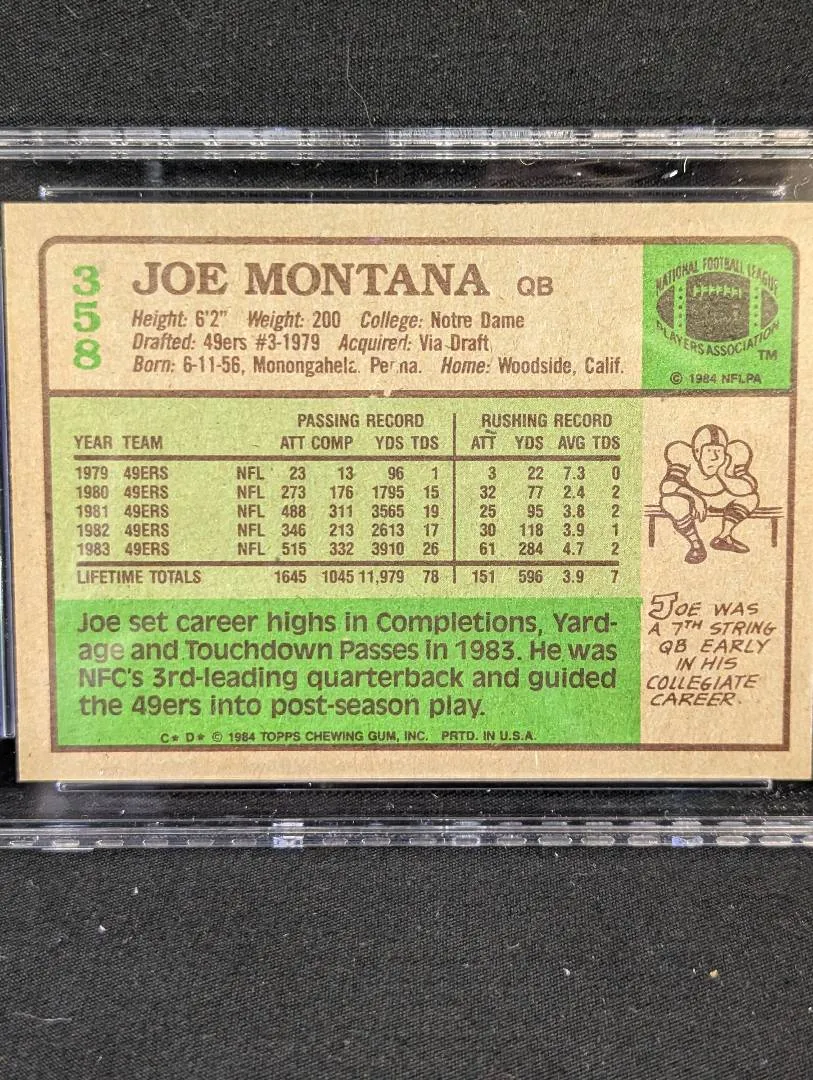 358
JOE MONTANA QB
Height: 6'2" Weight: 200 College: Notre Dame
Drafted: 49ers #3-1979 Acquired: Via Draft
Born: 6-11-56, Monongahela, Penna. Home: Woodside, Calif.
NATIONAL FOOTBALL LEAGUE
PLAYERS ASSOCIATION
TM
© 1984 NFLPA
PASSING RECORD RUSHING RECORD
YEAR TEAM ATT COMP YDS TDS ATT YDS AVG TDS
1979 49ERS NFL 23 13 96 1 3 22 7.3 0
1980 49ERS NFL 273 176 1795 15 32 77 2.4 2
1981 49ERS NFL 488 311 3565 19 25 95 3.8 2
1982 49ERS NFL 346 213 2613 17 30 118 3.9 1
1983 49ERS NFL 515 332 3910 26 61 284 4.7 2
LIFETIME TOTALS 1645 1045 11,979 78 151 596 3.9 7
Joe set career highs in Completions, Yard-
age and Touchdown Passes in 1983. He was
NFC's 3rd-leading quarterback and guided
the 49ers into post-season play.
JOE WAS
A 7TH STRING
QB EARLY
IN HIS
COLLEGIATE
CAREER.
C* D* © 1984 TOPPS CHEWING GUM, INC. PRTD. IN U.S.A.